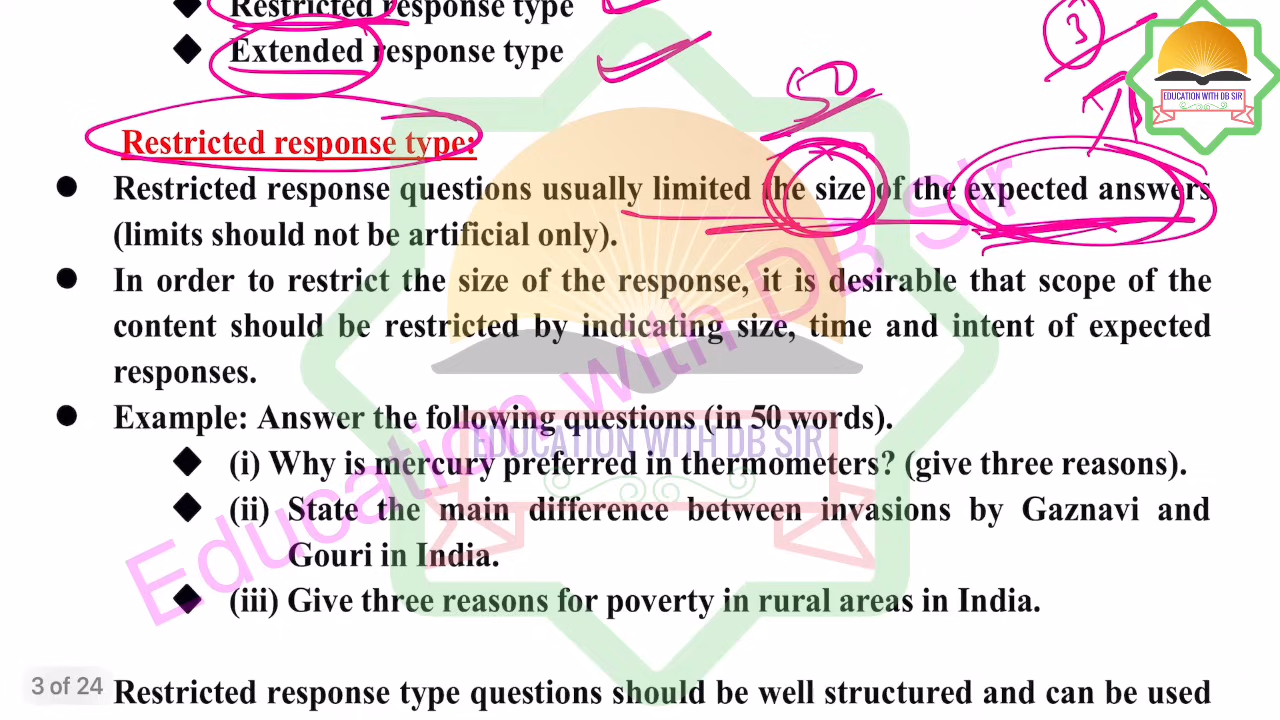 ◆ Restricted response type
◆ Extended response type
3
50
EDUCATION WITH DB SIR
Restricted response type:
● Restricted response questions usually limited the size of the expected answers
(limits should not be artificial only).
● In order to restrict the size of the response, it is desirable that scope of the
content should be restricted by indicating size, time and intent of expected
responses.
● Example: Answer the following questions (in 50 words).
EDUCATION WITH DB SIR
Education with DB Sir
◆ (i) Why is mercury preferred in thermometers? (give three reasons).
◆ (ii) State the main difference between invasions by Gaznavi and
Gouri in India.
◆ (iii) Give three reasons for poverty in rural areas in India.
3 of 24
Restricted response type questions should be well structured and can be used